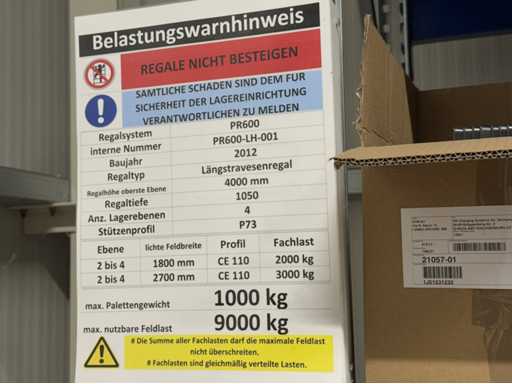 Belastungswarnhinweis
REGALE NICHT BESTEIGEN
SÄMTLICHE SCHÄDEN SIND DEM FÜR
SICHERHEIT DER LAGEREINRICHTUNG
VERANTWORTLICHEN ZU MELDEN
Regalsystem PR600
interne Nummer PR600-LH-001
Baujahr 2012
Regaltyp Längstravesenregal
Regalhöhe oberste Ebene 4000 mm
Regaltiefe 1050
Anz. Lagerebenen 4
Stützenprofil P73
Ebene lichte Feldbreite Profil Fachlast
2 bis 4 1800 mm CE 110 2000 kg
2 bis 4 2700 mm CE 110 3000 kg
max. Palettengewicht 1000 kg
max. nutzbare Feldlast 9000 kg
# Die Summe aller Fachlasten darf die maximale Feldlast
nicht überschreiten.
# Fachlasten sind gleichmäßig verteilte Lasten.
21057-01